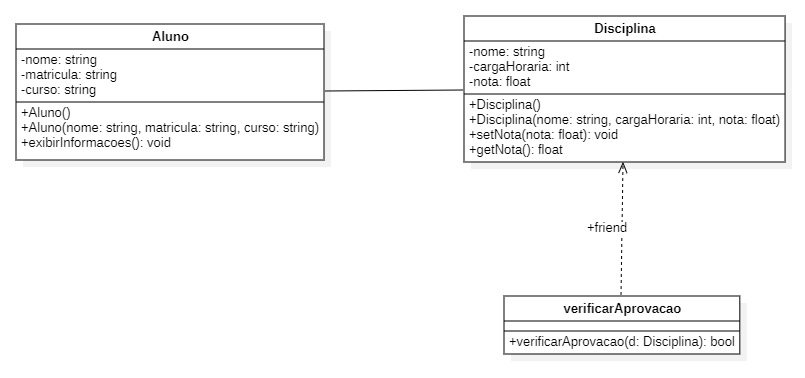 Aluno
-nome: string
-matricula: string
-curso: string
+Aluno()
+Aluno(nome: string, matricula: string, curso: string)
+exibirInformacoes(): void
Disciplina
-nome: string
-cargaHoraria: int
-nota: float
+Disciplina()
+Disciplina(nome: string, cargaHoraria: int, nota: float)
+setNota(nota: float): void
+getNota(): float
+friend
verificarAprovacao
+verificarAprovacao(d: Disciplina): bool